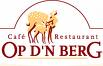 Café Restaurant
OP D'N BERG